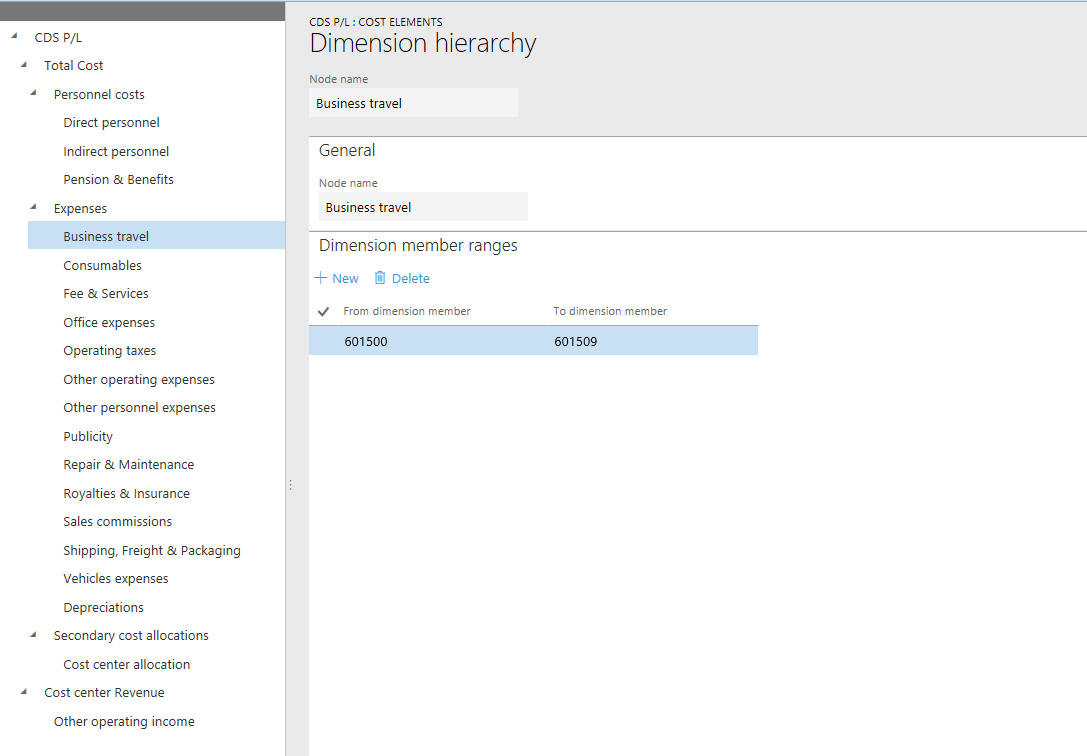 CDS P/L
Total Cost
Personnel costs
Direct personnel
Indirect personnel
Pension & Benefits
Expenses
Business travel
Consumables
Fee & Services
Office expenses
Operating taxes
Other operating expenses
Other personnel expenses
Publicity
Repair & Maintenance
Royalties & Insurance
Sales commissions
Shipping, Freight & Packaging
Vehicles expenses
Depreciations
Secondary cost allocations
Cost center allocation
Cost center Revenue
Other operating income
CDS P/L : COST ELEMENTS
Dimension hierarchy
Node name
Business travel
General
Node name
Business travel
Dimension member ranges
New Delete
From dimension member To dimension member
601500 601509